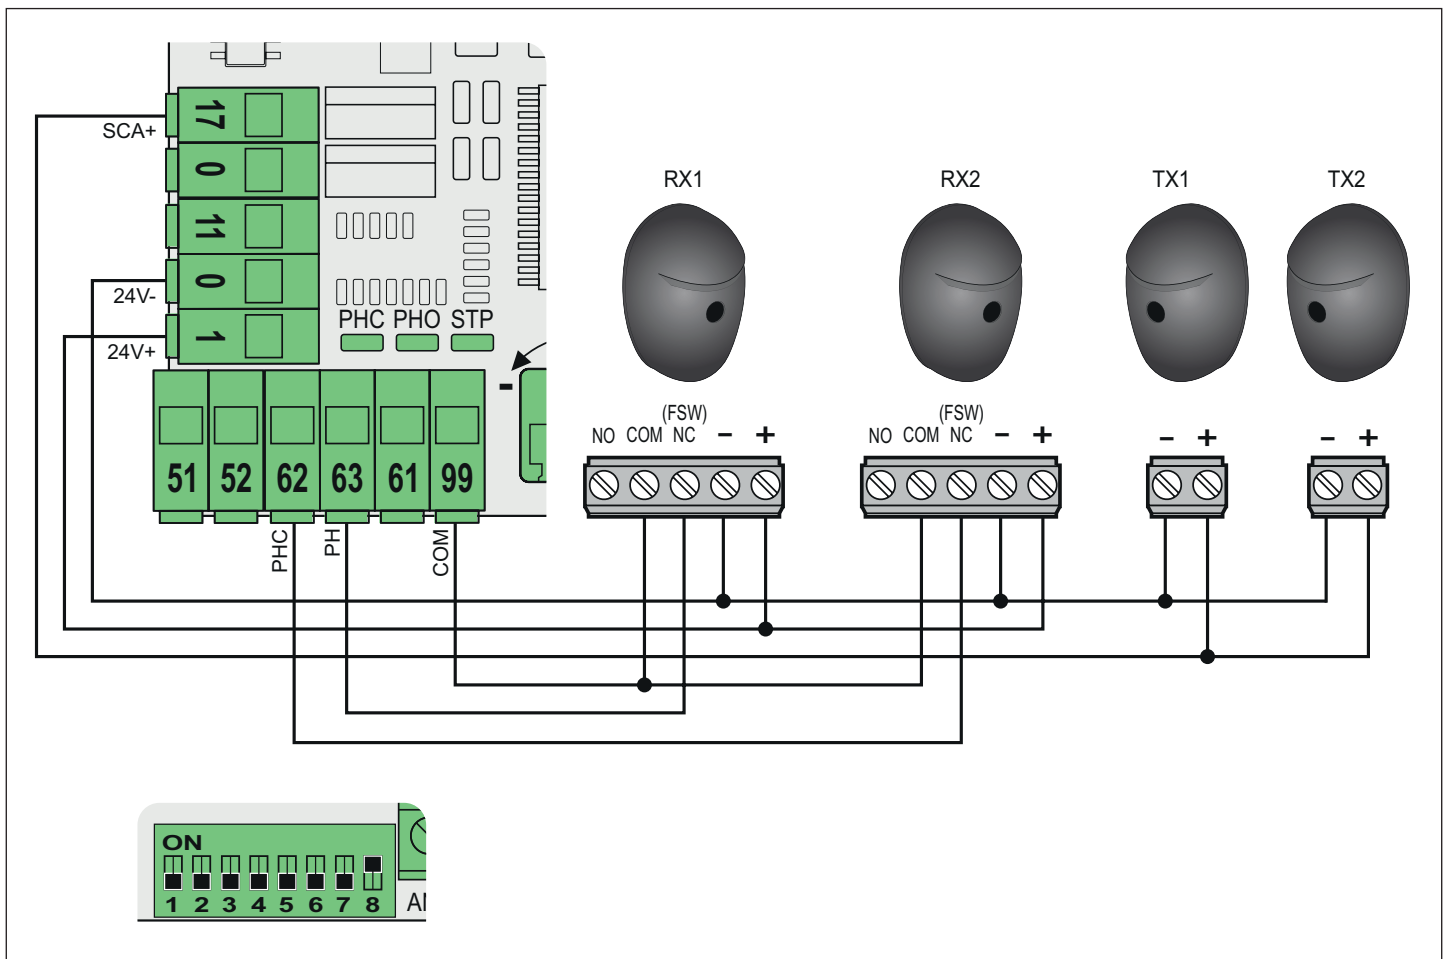 SCA+
17
0
11
24V-
0
24V+
1
PHC PHO STP
-
51 52 62 63 61 99
PHC PH COM
RX1 RX2 TX1 TX2
(FSW)
NO COM NC − +
(FSW)
NO COM NC − +
− +
− +
ON
1 2 3 4 5 6 7 8